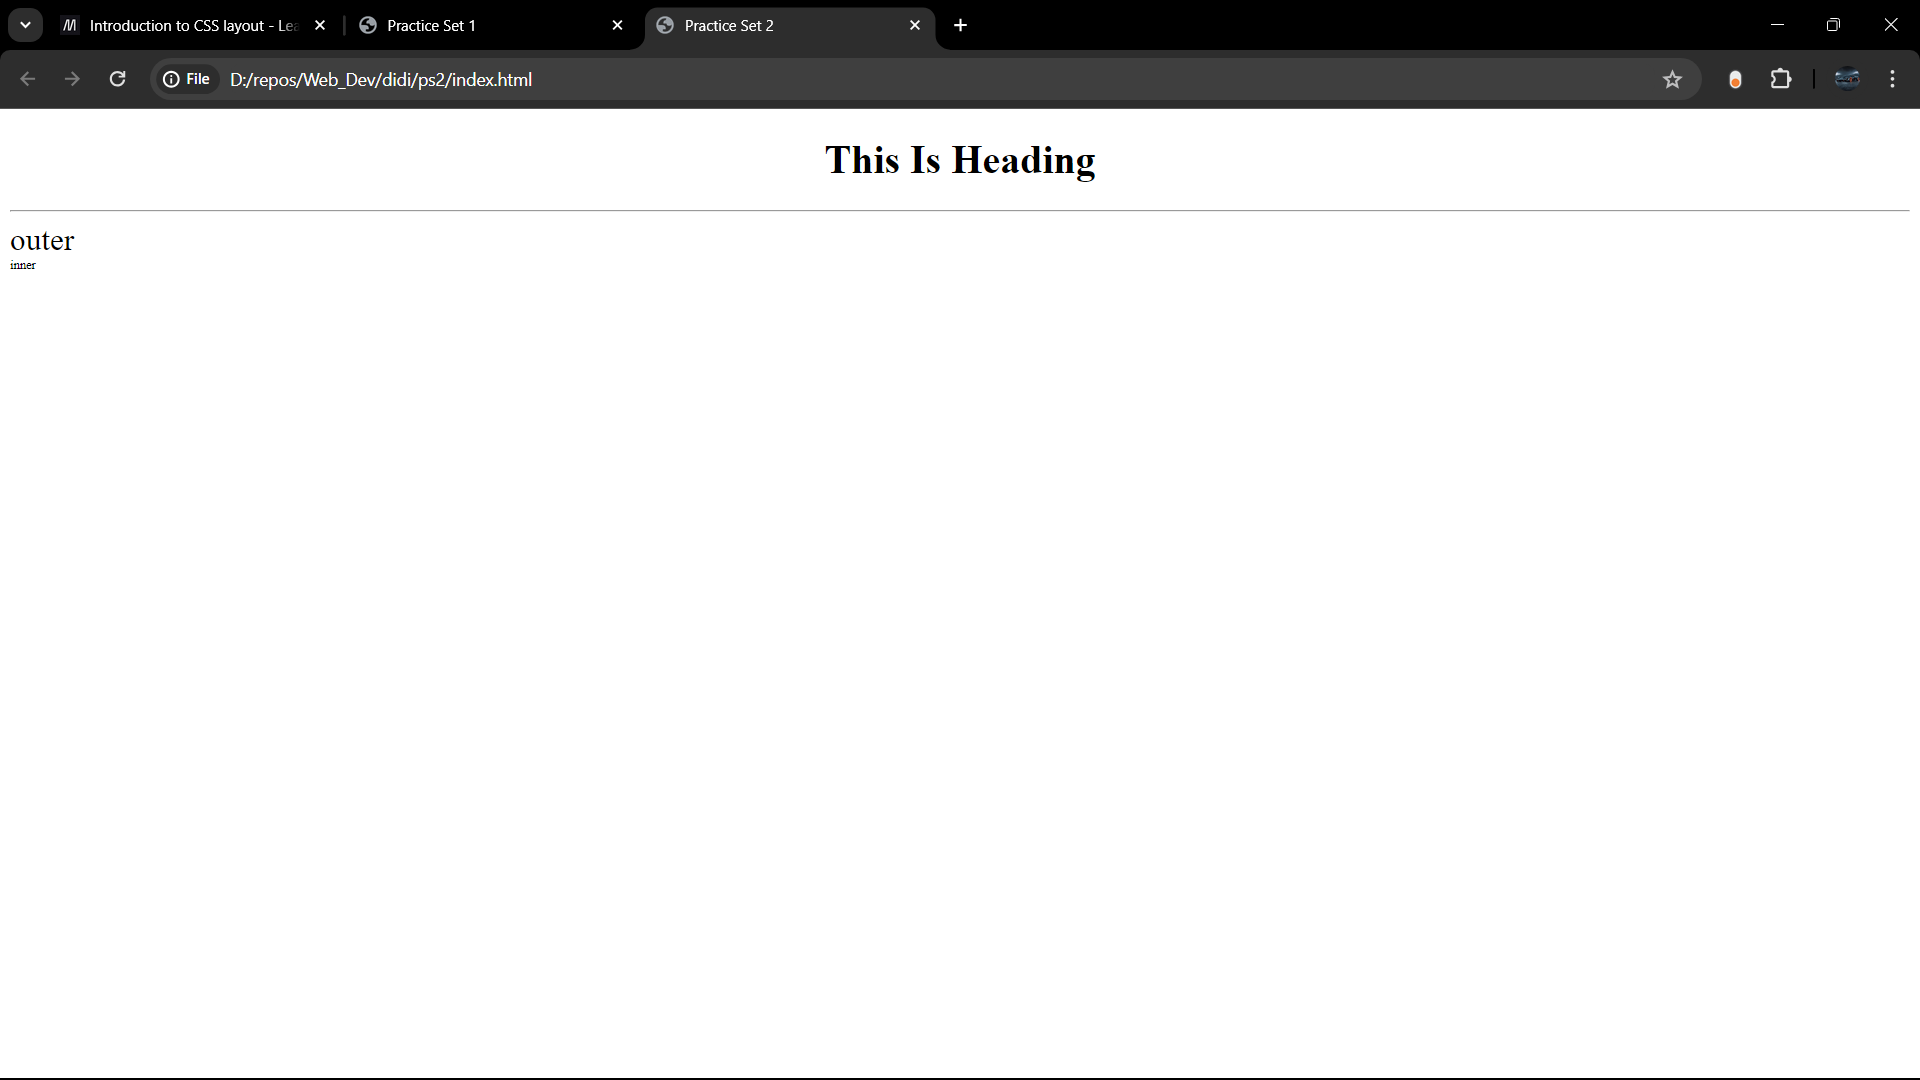 Introduction to CSS layout - Lea
Practice Set 1
Practice Set 2
File
D:/repos/Web_Dev/didi/ps2/index.html
This Is Heading
outer
inner